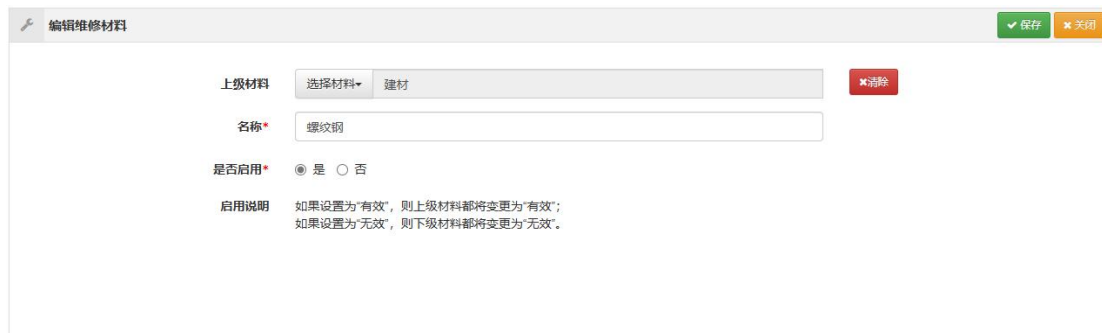 编辑维修材料
保存
关闭
上级材料 选择材料 建材 清除
名称* 螺纹钢
是否启用* 是 否
启用说明 如果设置为“有效”，则上级材料都将变更为“有效”；
如果设置为“无效”，则下级材料都将变更为“无效”。